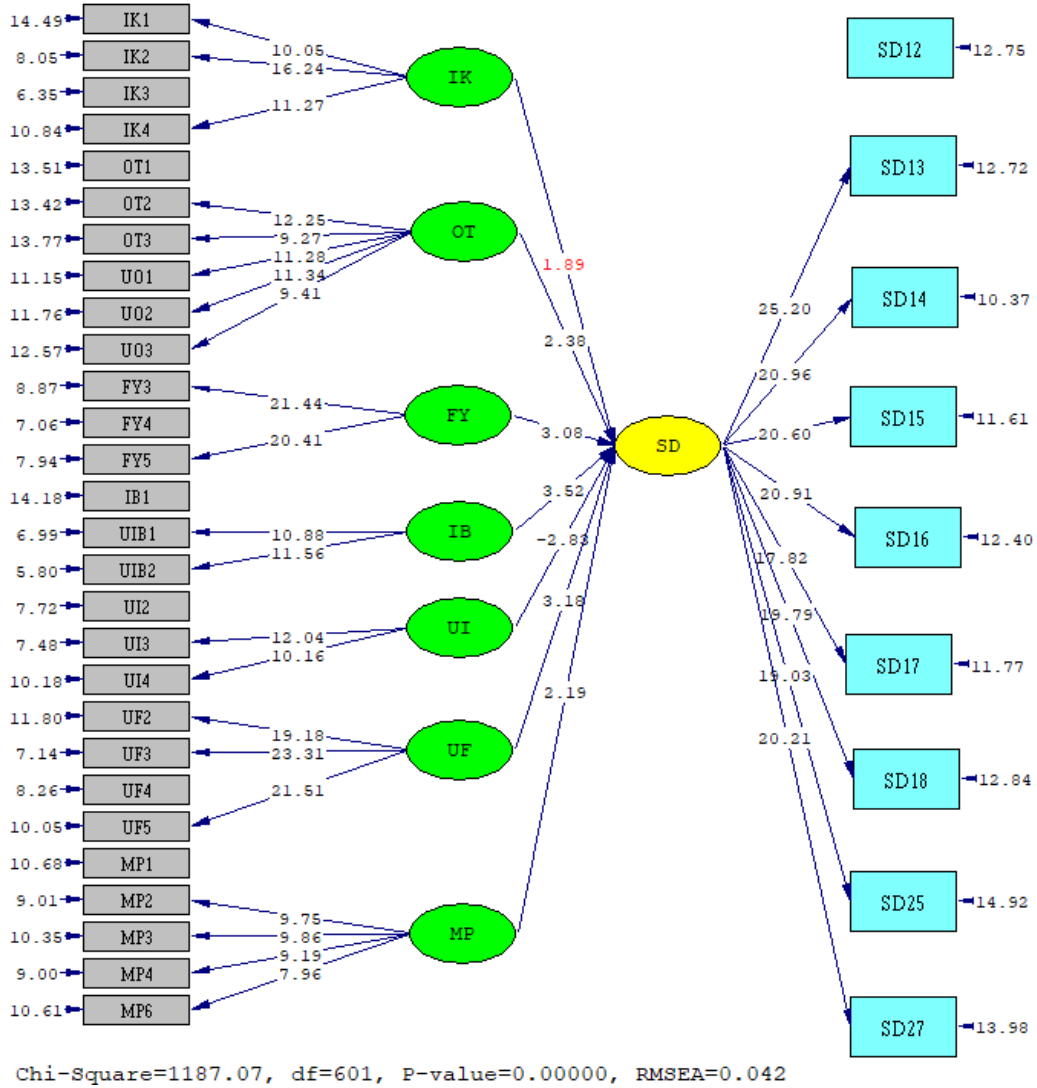 14.49 IK1
8.05 IK2
6.35 IK3
10.84 IK4
13.51 OT1
13.42 OT2
13.77 OT3
11.15 UO1
11.76 UO2
12.57 UO3
8.87 FY3
7.06 FY4
7.94 FY5
14.18 IB1
6.99 UIB1
5.80 UIB2
7.72 UI2
7.48 UI3
10.18 UI4
11.80 UF2
7.14 UF3
8.26 UF4
10.05 UF5
10.68 MP1
9.01 MP2
10.35 MP3
9.00 MP4
10.61 MP6
10.05
16.24
11.27
12.25
9.27
11.28
11.34
9.41
21.44
20.41
10.88
11.56
12.04
10.16
19.18
23.31
21.51
9.75
9.86
9.19
7.96
IK
OT
FY
IB
UI
UF
MP
1.89
2.38
3.08
3.52
-2.83
3.18
2.19
SD
25.20
20.96
20.60
20.91
17.82
19.79
19.03
20.21
SD12 12.75
SD13 12.72
SD14 10.37
SD15 11.61
SD16 12.40
SD17 11.77
SD18 12.84
SD25 14.92
SD27 13.98
Chi-Square=1187.07, df=601, P-value=0.00000, RMSEA=0.042